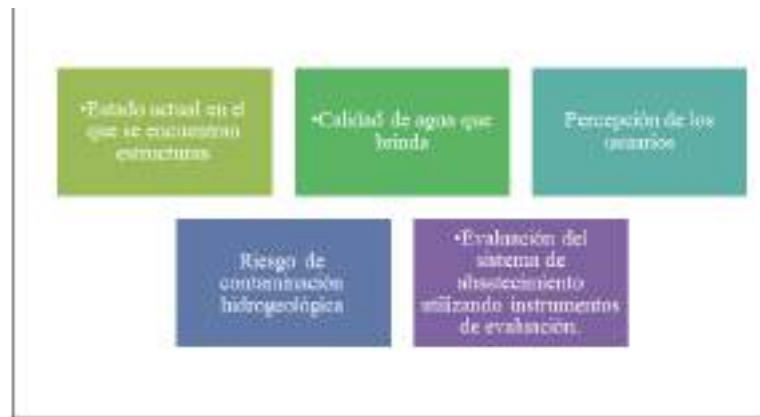 •Estado actual en el
que se encuentran
estructuras
•Calidad de agua que
brinda
Percepción de los
usuarios
Riesgo de
contaminación
hidrogeológica
•Evaluación del
sistema de
abastecimiento
utilizando instrumentos
de evaluación.